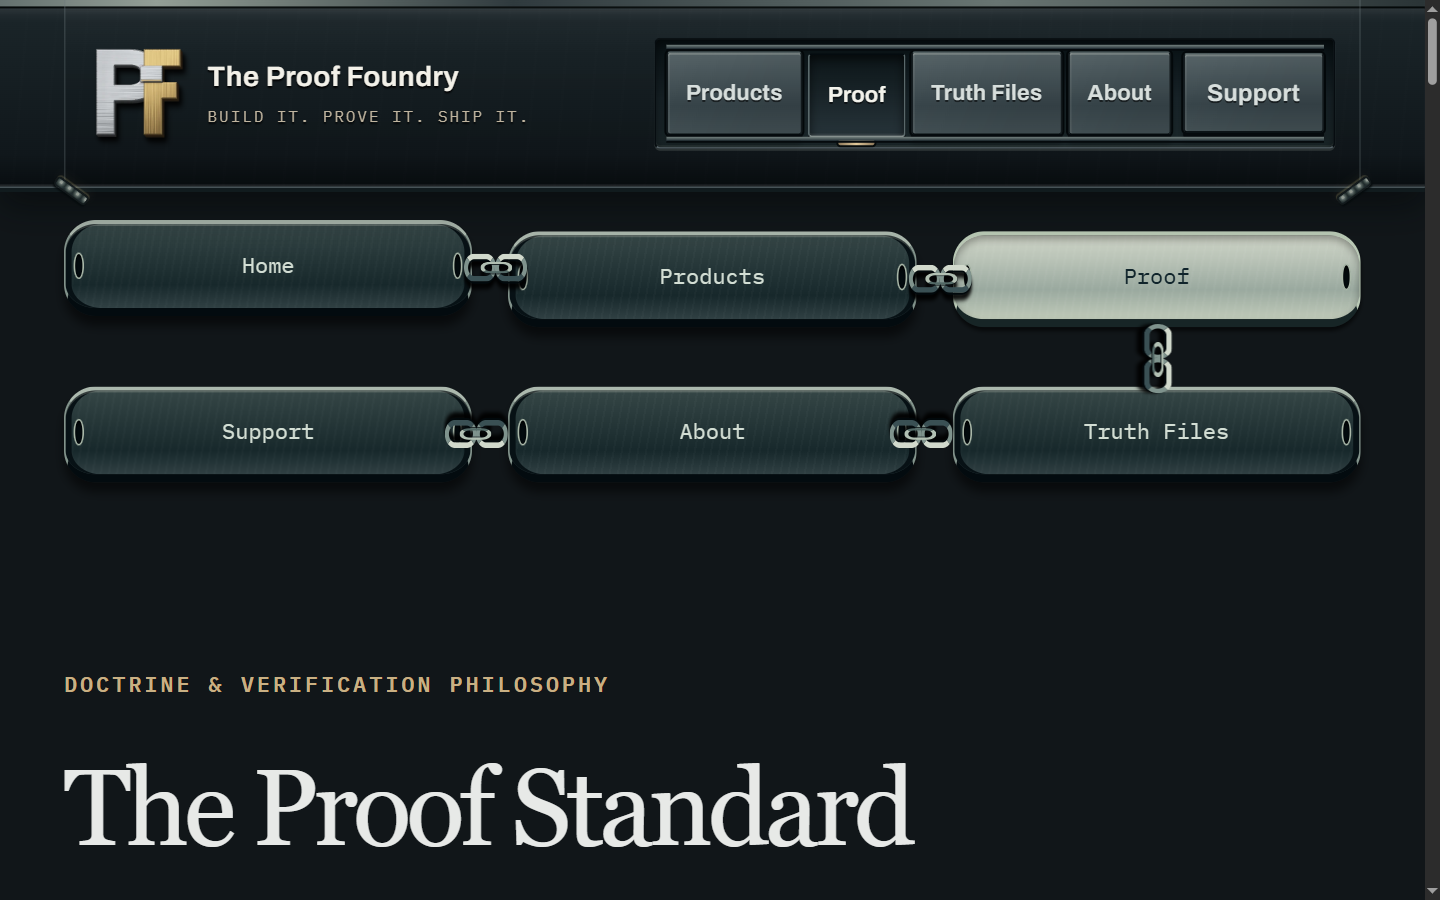 PF
The Proof Foundry
BUILD IT. PROVE IT. SHIP IT.
Products
Proof
Truth Files
About
Support
Home
Products
Proof
Support
About
Truth Files
DOCTRINE & VERIFICATION PHILOSOPHY
The Proof Standard